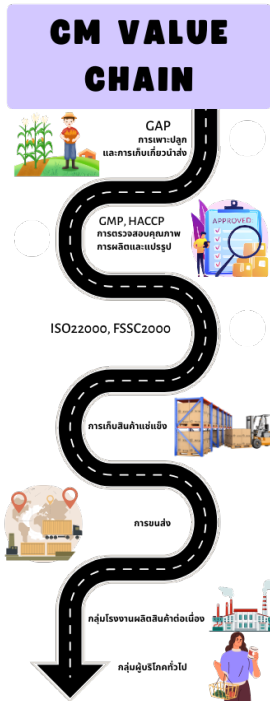 CM VALUE
CHAIN
GAP
การเพาะปลูก
และการเก็บเกี่ยวนำส่ง
GMP, HACCP
การตรวจสอบคุณภาพ
การผลิตและแปรรูป
APPROVED
ISO22000, FSSC2000
การเก็บสินค้าแช่แข็ง
การขนส่ง
กลุ่มโรงงานผลิตสินค้าต่อเนื่อง
กลุ่มผู้บริโภคทั่วไป